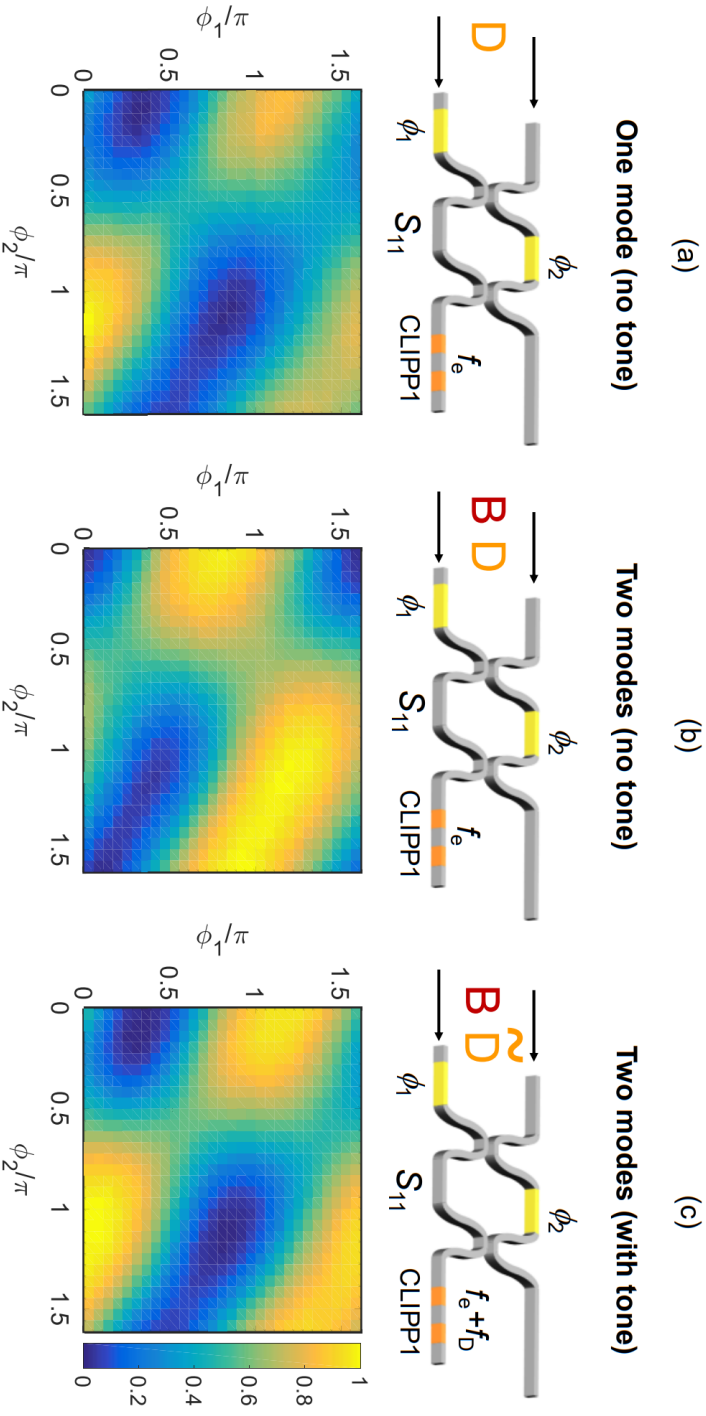 (a)
One mode (no tone)
ϕ₂
D
ϕ₁
S₁₁
fₑ
CLIPP1
ϕ₁/π
1.5
1
0.5
0
0 0.5 1 1.5
ϕ₂/π
(b)
Two modes (no tone)
ϕ₂
B D
ϕ₁
S₁₁
fₑ
CLIPP1
ϕ₁/π
1.5
1
0.5
0
0 0.5 1 1.5
ϕ₂/π
(c)
Two modes (with tone)
ϕ₂
B D̃
ϕ₁
S₁₁
fₑ+f_D
CLIPP1
ϕ₁/π
1.5
1
0.5
0
0 0.5 1 1.5
ϕ₂/π
1
0.8
0.6
0.4
0.2
0